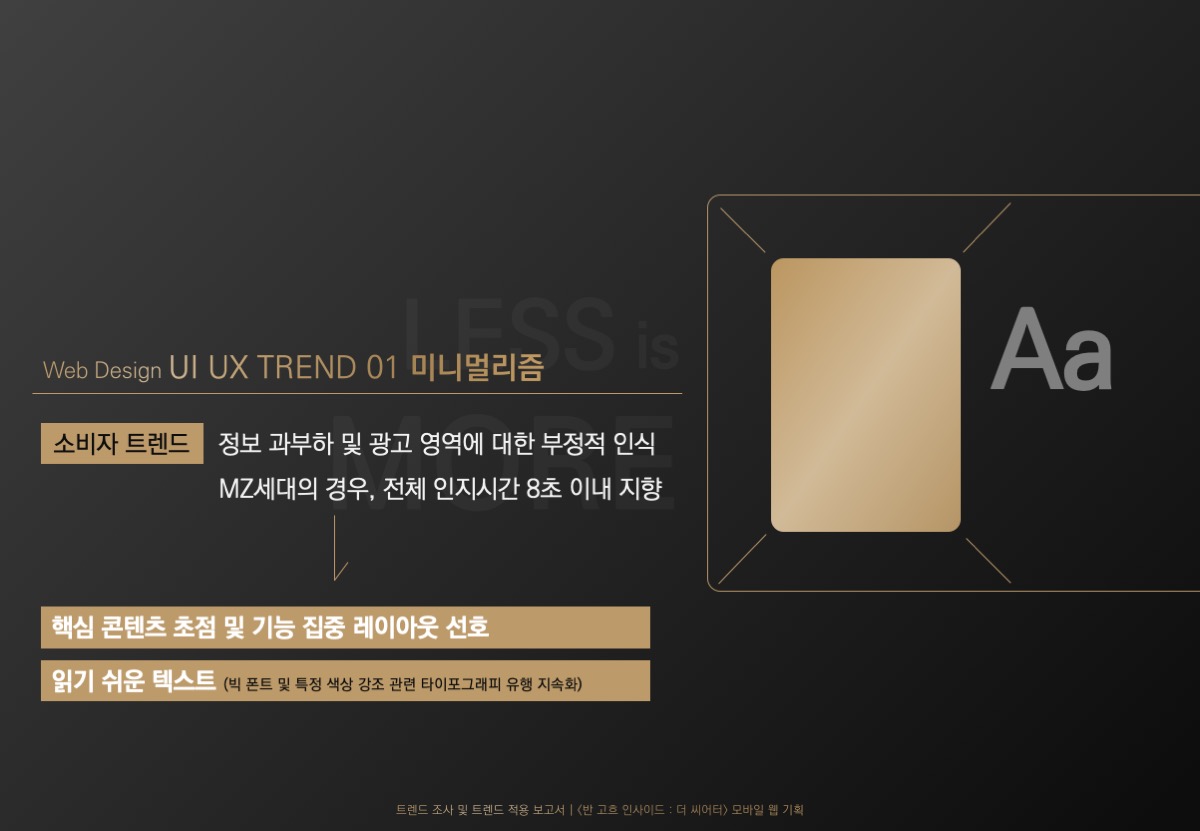 LESS is
MORE
Web Design UI UX TREND 01 미니멀리즘
소비자 트렌드 정보 과부하 및 광고 영역에 대한 부정적 인식
MZ세대의 경우, 전체 인지시간 8초 이내 지향
핵심 콘텐츠 초점 및 기능 집중 레이아웃 선호
읽기 쉬운 텍스트 (빅 폰트 및 특정 색상 강조 관련 타이포그래피 유행 지속화)
Aa
트렌드 조사 및 트렌드 적용 보고서 | 〈반 고흐 인사이드 : 더 씨어터〉 모바일 웹 기획